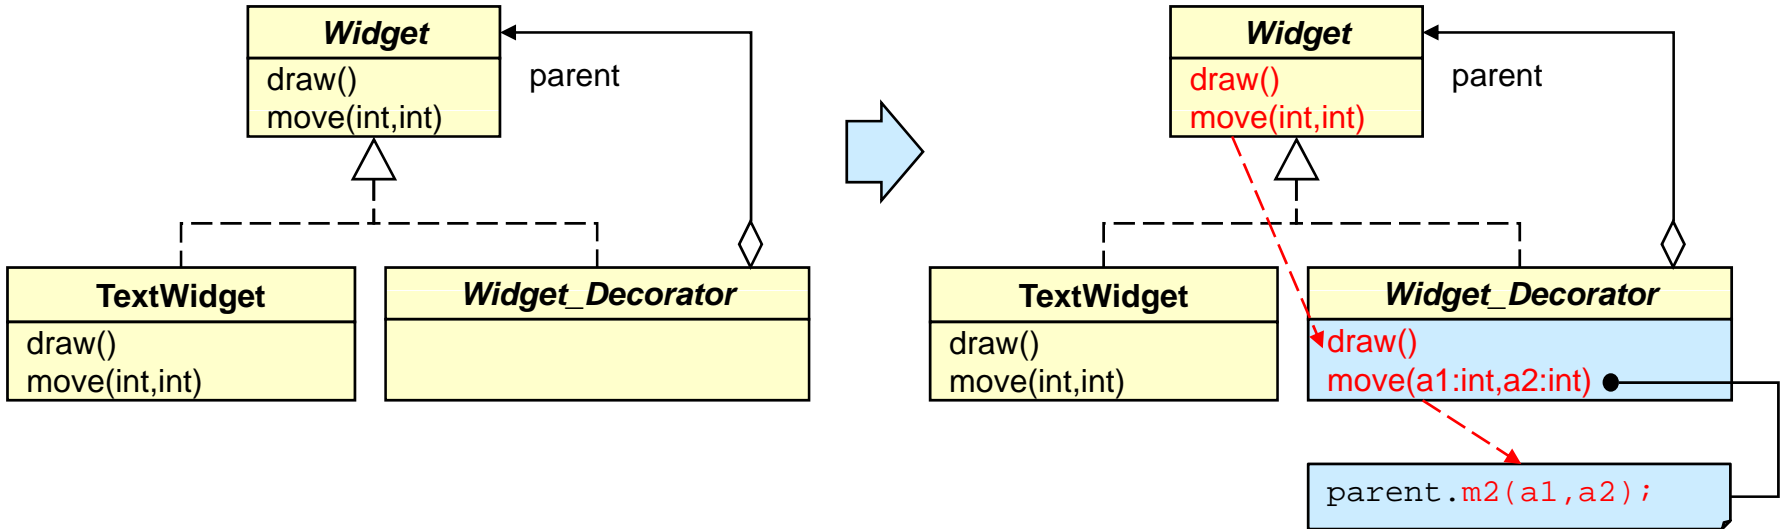 Widget
draw()
move(int,int)
parent
TextWidget
draw()
move(int,int)
Widget_Decorator
Widget
draw()
move(int,int)
parent
TextWidget
draw()
move(int,int)
Widget_Decorator
draw()
move(a1:int,a2:int)
parent.m2(a1,a2);